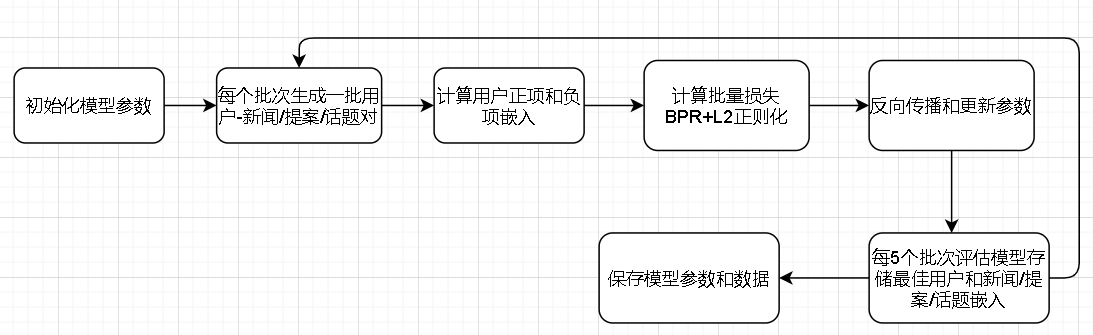 初始化模型参数
每个批次生成一批用
户-新闻/提案/话题对
计算用户正项和负
项嵌入
计算批量损失
BPR+L2正则化
反向传播和更新参数
保存模型参数和数据
每5个批次评估模型存
储最佳用户和新闻/提
案/话题嵌入